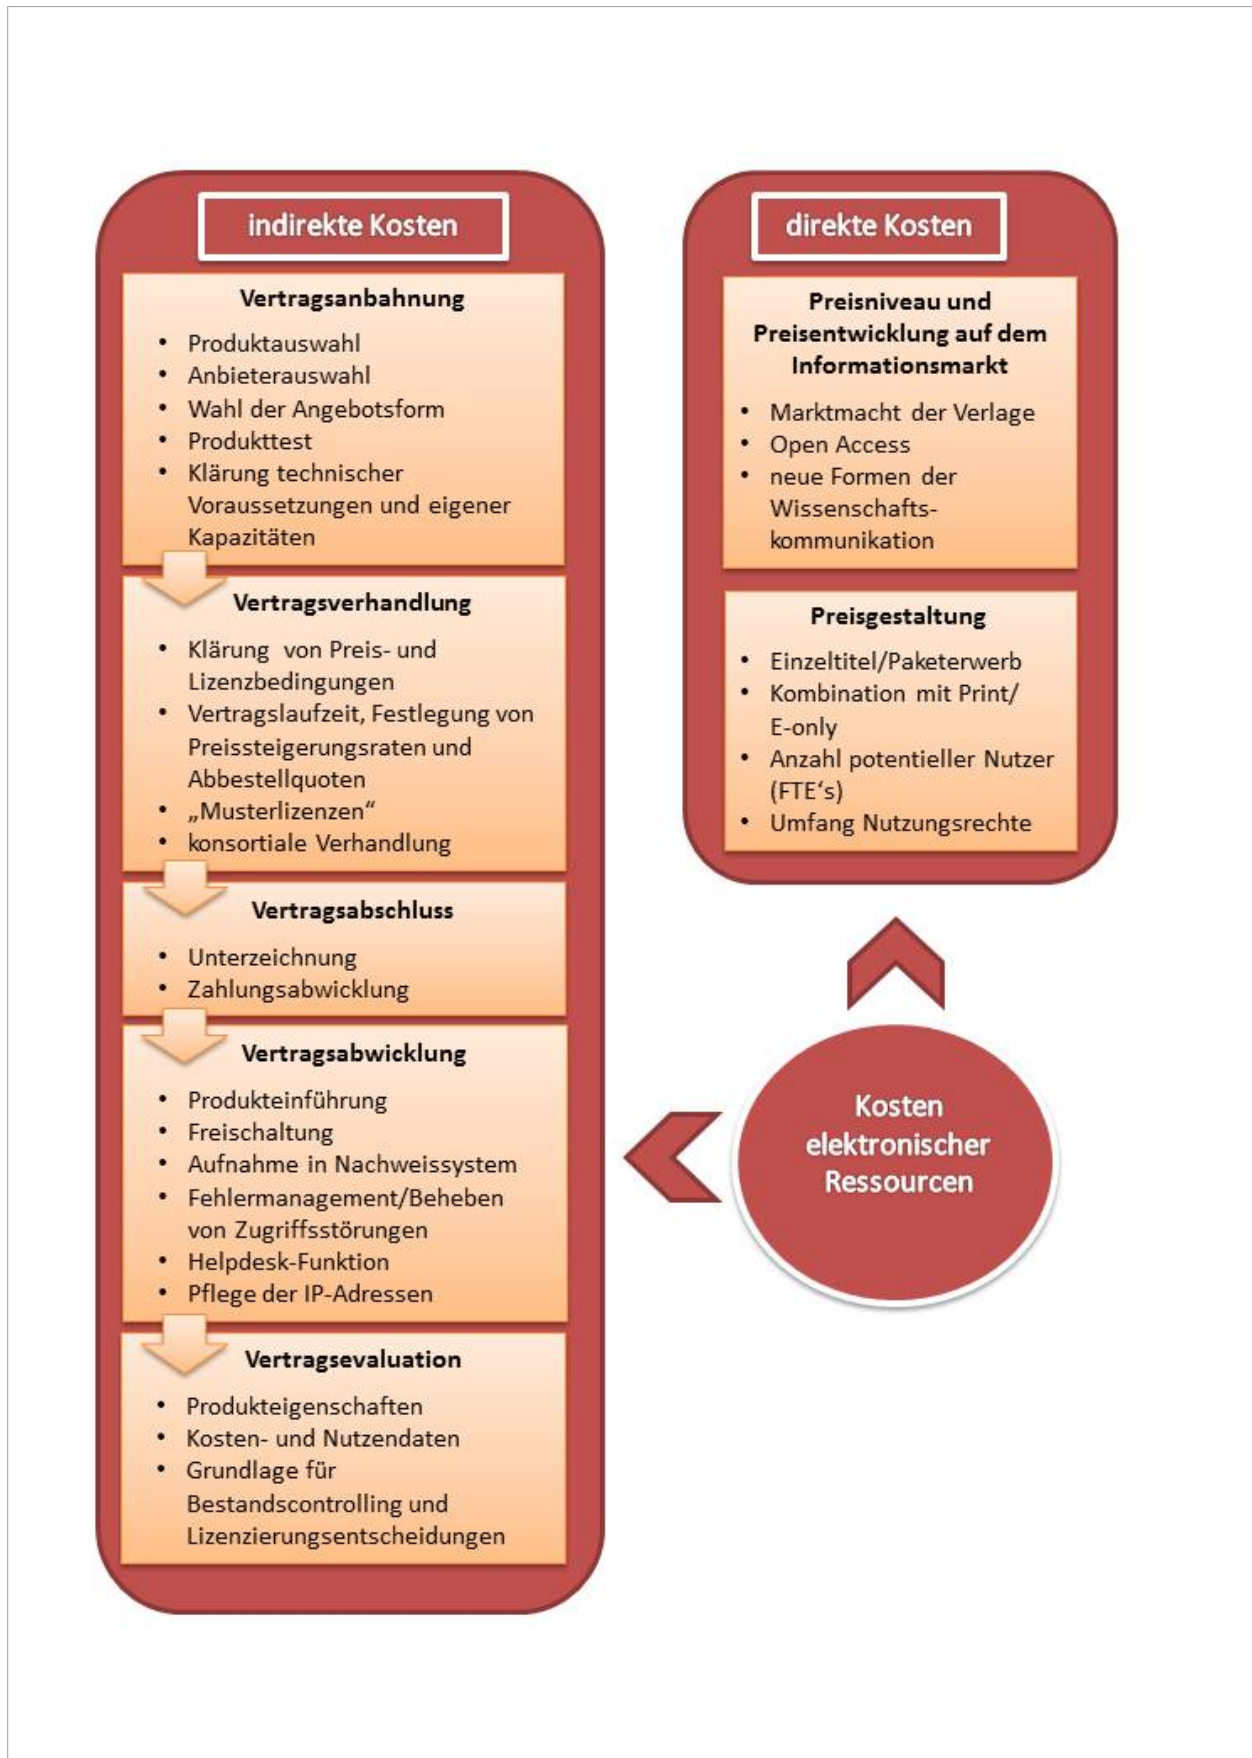 indirekte Kosten
Vertragsanbahnung
• Produktauswahl
• Anbieterauswahl
• Wahl der Angebotsform
• Produkttest
• Klärung technischer
Voraussetzungen und eigener
Kapazitäten
Vertragsverhandlung
• Klärung von Preis- und
Lizenzbedingungen
• Vertragslaufzeit, Festlegung von
Preissteigerungsraten und
Abbestellquoten
• „Musterlizenzen“
• konsortiale Verhandlung
Vertragsabschluss
• Unterzeichnung
• Zahlungsabwicklung
Vertragsabwicklung
• Produkteinführung
• Freischaltung
• Aufnahme in Nachweissystem
• Fehlermanagement/Beheben
von Zugriffsstörungen
• Helpdesk-Funktion
• Pflege der IP-Adressen
Vertragsevaluation
• Produkteigenschaften
• Kosten- und Nutzendaten
• Grundlage für
Bestandscontrolling und
Lizenzierungsentscheidungen
direkte Kosten
Preisniveau und
Preisentwicklung auf dem
Informationsmarkt
• Marktmacht der Verlage
• Open Access
• neue Formen der
Wissenschafts-
kommunikation
Preisgestaltung
• Einzeltitel/Paketerwerb
• Kombination mit Print/
E-only
• Anzahl potentieller Nutzer
(FTE‘s)
• Umfang Nutzungsrechte
Kosten
elektronischer
Ressourcen